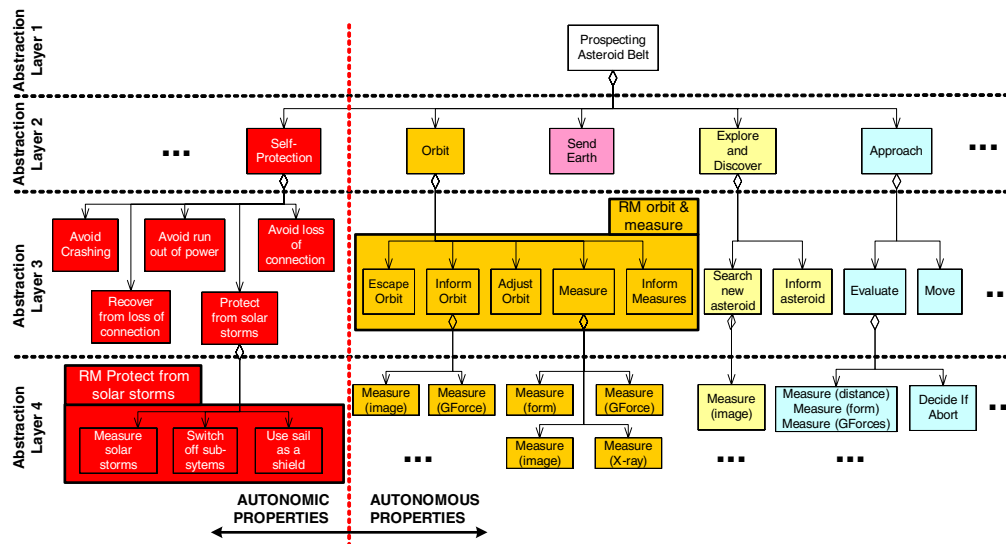 Abstraction
Layer 1
Prospecting
Asteroid Belt
Abstraction
Layer 2
...
Self-
Protection
Orbit
Send
Earth
Explore
and
Discover
Approach
...
Abstraction
Layer 3
Avoid
Crashing
Avoid run
out of power
Avoid loss
of
connection
Recover
from loss of
connection
Protect
from solar
storms
RM orbit &
measure
Escape
Orbit
Inform
Orbit
Adjust
Orbit
Measure
Inform
Measures
Search
new
asteroid
Inform
asteroid
Evaluate
Move
...
Abstraction
Layer 4
RM Protect from
solar storms
Measure
solar
storms
Switch
off sub-
sytems
Use sail
as a
shield
Measure
(image)
Measure
(GForce)
Measure
(form)
Measure
(GForce)
Measure
(image)
Measure
(X-ray)
...
Measure
(image)
...
Measure (distance)
Measure (form)
Measure (GForces)
...
Decide If
Abort
...
...
AUTONOMIC
PROPERTIES
AUTONOMOUS
PROPERTIES